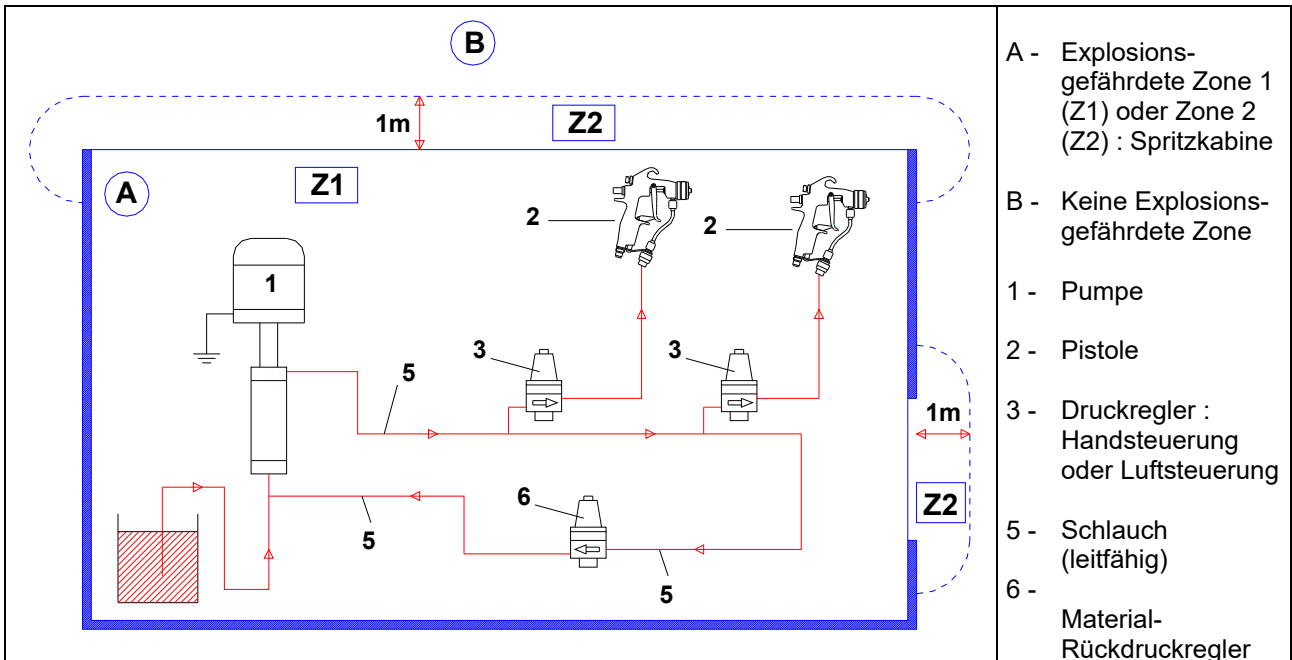 B
1m
Z2
A
Z1
2
2
1
3
3
5
1m
6
Z2
5
5
A - Explosions-
gefährdete Zone 1
(Z1) oder Zone 2
(Z2) : Spritzkabine
B - Keine Explosions-
gefährdete Zone
1 - Pumpe
2 - Pistole
3 - Druckregler :
Handsteuerung
oder Luftsteuerung
5 - Schlauch
(leitfähig)
6 -
Material-
Rückdruckregler